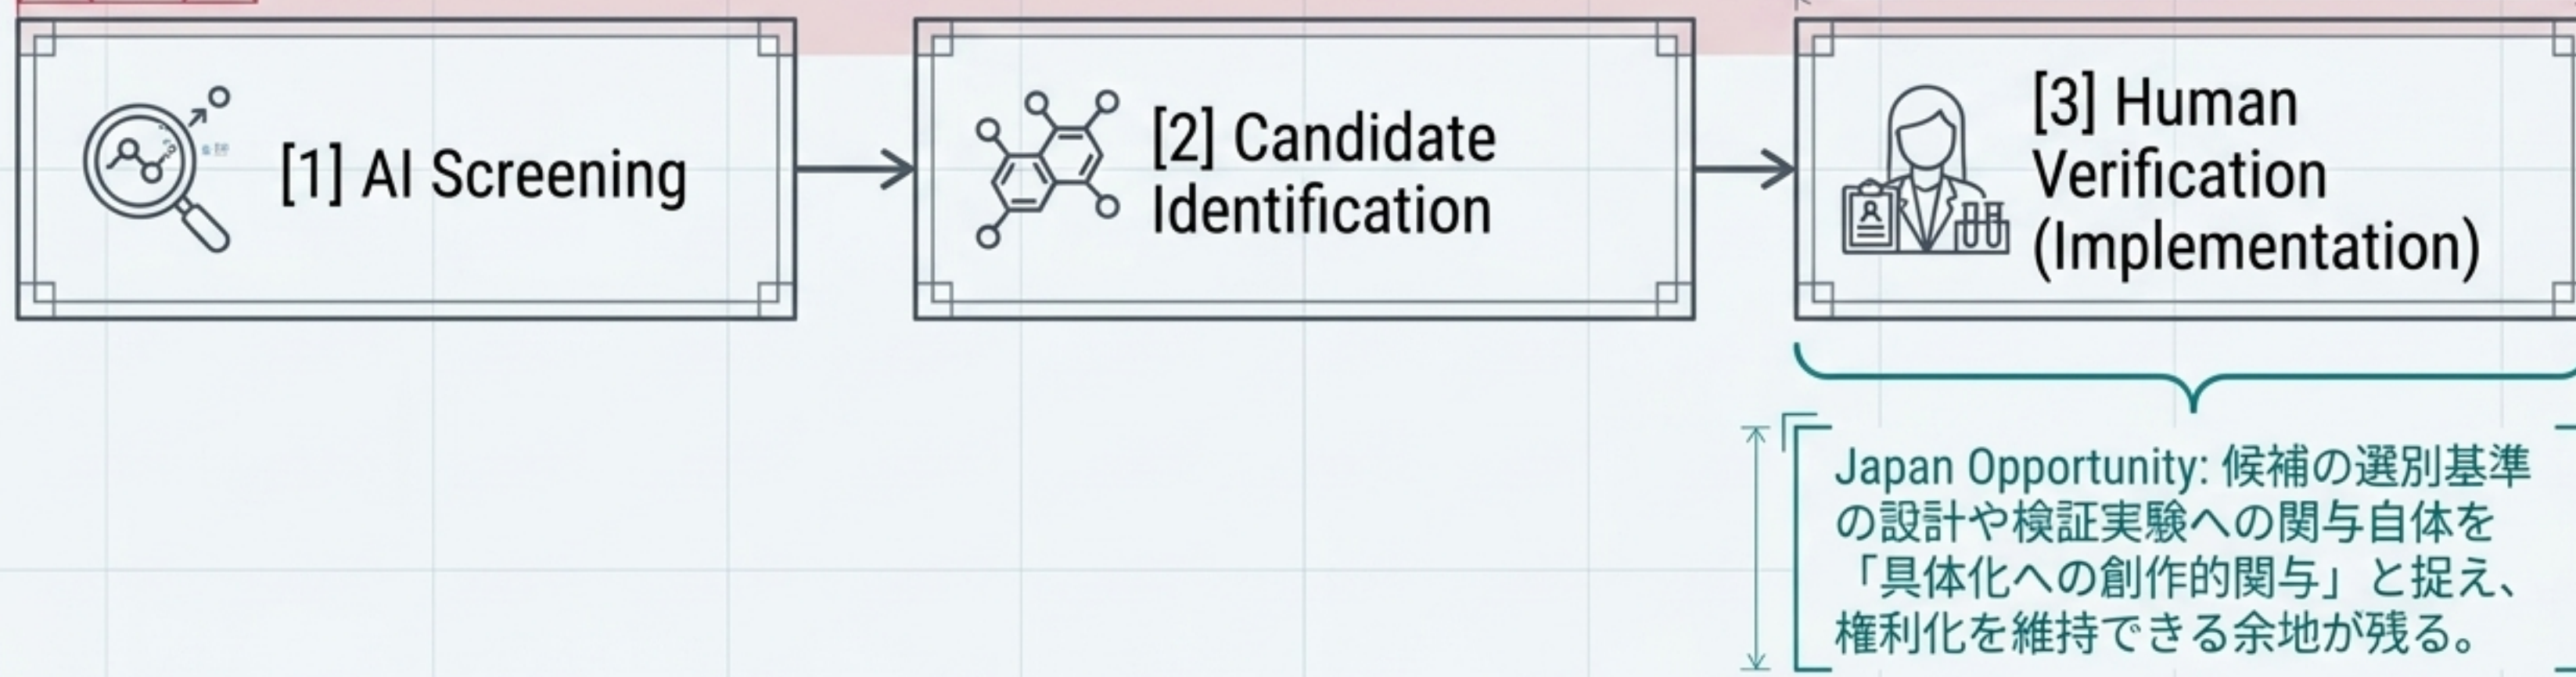 [1] AI Screening
[2] Candidate
Identification
[3] Human
Verification
(Implementation)
Japan Opportunity: 候補の選別基準
の設計や検証実験への関与自体を
「具体化への創作的関与」と捉え、
権利化を維持できる余地が残る。